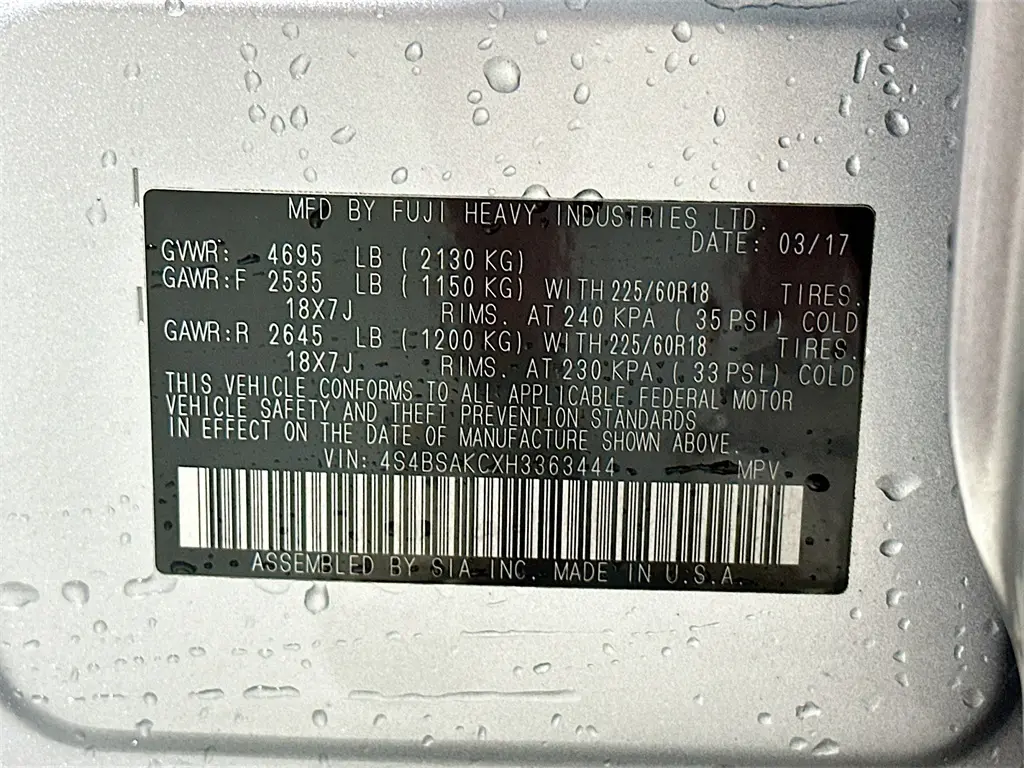 MFD BY FUJI HEAVY INDUSTRIES LTD.
DATE: 03/17
GVWR: 4695 LB (2130 KG)
GAWR:F 2535 LB (1150 KG) WITH 225/60R18 TIRES.
18X7J RIMS. AT 240 KPA (35 PSI) COLD
GAWR:R 2645 LB (1200 KG) WITH 225/60R18 TIRES.
18X7J RIMS. AT 230 KPA (33 PSI) COLD
THIS VEHICLE CONFORMS TO ALL APPLICABLE FEDERAL MOTOR
VEHICLE SAFETY AND THEFT PREVENTION STANDARDS
IN EFFECT ON THE DATE OF MANUFACTURE SHOWN ABOVE.
VIN: 4S4BSAKCXH3363444 MPV
ASSEMBLED BY SIA INC. MADE IN U.S.A.